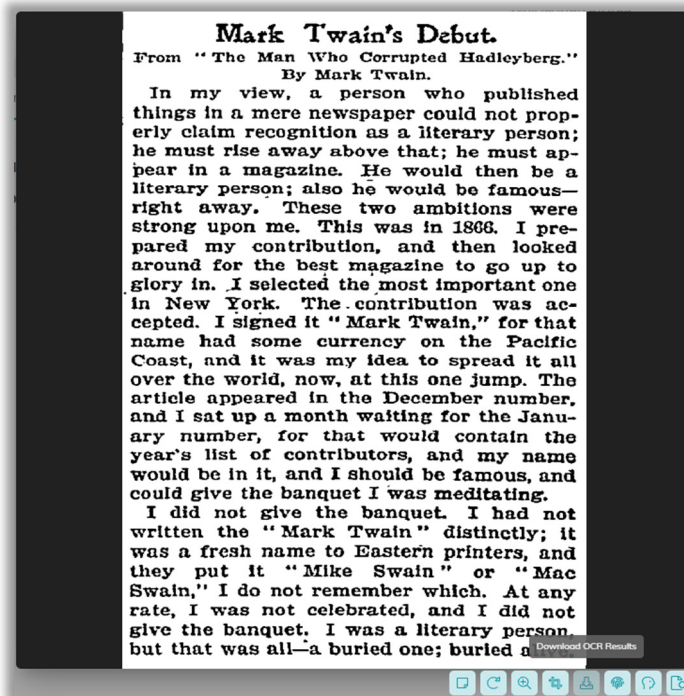 Mark Twain's Debut.
From "The Man Who Corrupted Hadleyberg."
By Mark Twain.
In my view, a person who published
things in a mere newspaper could not prop-
erly claim recognition as a literary person;
he must rise away above that; he must ap-
pear in a magazine. He would then be a
literary person; also he would be famous—
right away. These two ambitions were
strong upon me. This was in 1866. I pre-
pared my contribution, and then looked
around for the best magazine to go up to
glory in. I selected the most important one
in New York. The contribution was ac-
cepted. I signed it "Mark Twain," for that
name had some currency on the Pacific
Coast, and it was my idea to spread it all
over the world, now, at this one jump. The
article appeared in the December number,
and I sat up a month waiting for the Janu-
ary number, for that would contain the
year's list of contributors, and my name
would be in it, and I should be famous, and
could give the banquet I was meditating.
I did not give the banquet. I had not
written the "Mark Twain" distinctly; it
was a fresh name to Eastern printers, and
they put it "Mike Swain" or "Mac
Swain," I do not remember which. At any
rate, I was not celebrated, and I did not
give the banquet. I was a literary person,
but that was all—a buried one; buried alive.
Download OCR Results